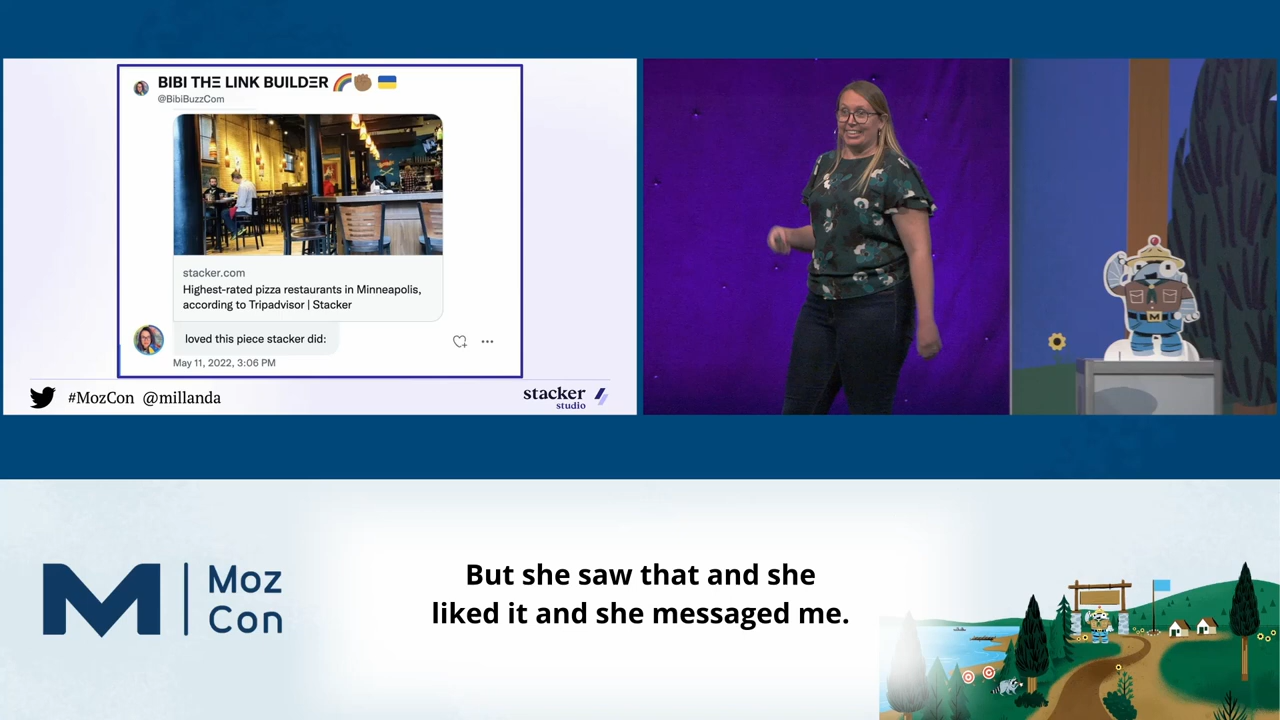 BIBI THE LINK BUILDER 🌈✊🏾 🇺🇦
@BibiBuzzCom
stacker.com
Highest-rated pizza restaurants in Minneapolis,
according to Tripadvisor | Stacker
loved this piece stacker did:
May 11, 2022, 3:06 PM
#MozCon @millanda
stacker
studio
M
But she saw that and she
liked it and she messaged me.
M | Moz
Con